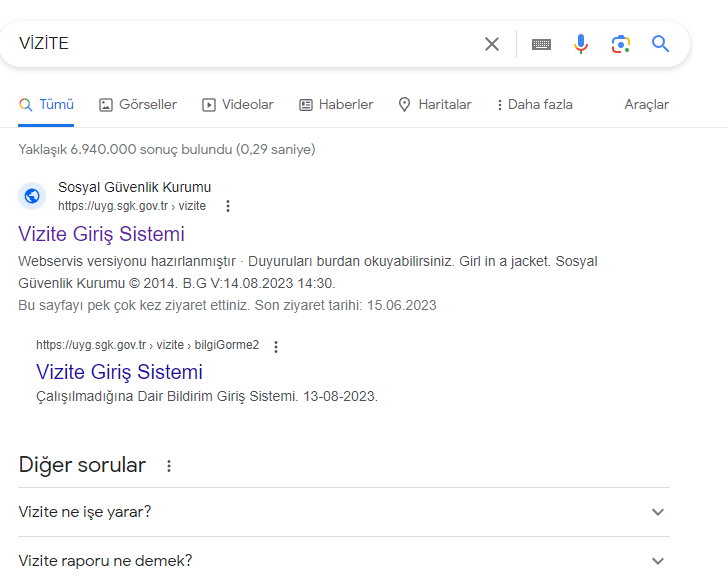 VİZİTE
Tümü Görseller Videolar Haberler Haritalar Daha fazla Araçlar
Yaklaşık 6.940.000 sonuç bulundu (0,29 saniye)
Sosyal Güvenlik Kurumu
https://uyg.sgk.gov.tr › vizite
Vizite Giriş Sistemi
Webservis versiyonu hazırlanmıştır · Duyuruları burdan okuyabilirsiniz. Girl in a jacket. Sosyal
Güvenlik Kurumu © 2014. B.G V:14.08.2023 14:30.
Bu sayfayı pek çok kez ziyaret ettiniz. Son ziyaret tarihi: 15.06.2023
https://uyg.sgk.gov.tr › vizite › bilgiGorme2
Vizite Giriş Sistemi
Çalışılmadığına Dair Bildirim Giriş Sistemi. 13-08-2023.
Diğer sorular
Vizite ne işe yarar?
Vizite raporu ne demek?